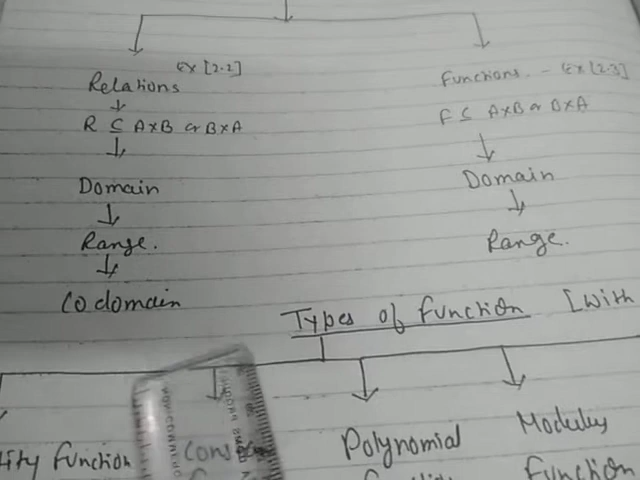 Ex [2.2]
Relations
R ⊆ A×B or B×A
Domain
Range.
Co domain
Functions. - Ex [2.3]
F ⊆ A×B or B×A
Domain
Range.
Types of function [with
lity function
Cons
Polynomial
Modulus
Function